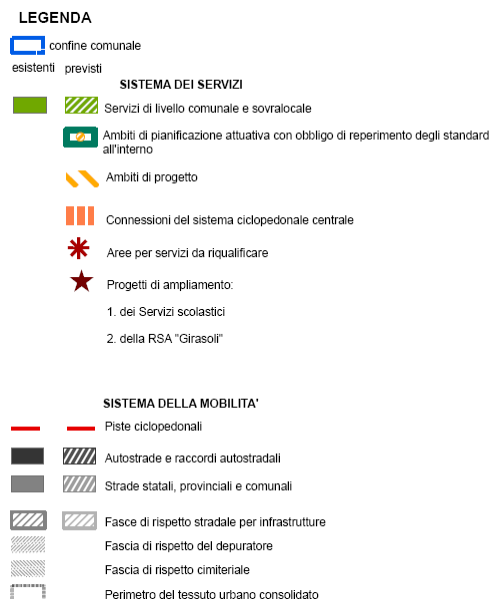 LEGENDA
confine comunale
esistenti previsti
SISTEMA DEI SERVIZI
Servizi di livello comunale e sovralocale
Ambiti di pianificazione attuativa con obbligo di reperimento degli standard
all'interno
Ambiti di progetto
Connessioni del sistema ciclopedonale centrale
Aree per servizi da riqualificare
Progetti di ampliamento:
1. dei Servizi scolastici
2. della RSA "Girasoli"
SISTEMA DELLA MOBILITA'
Piste ciclopedonali
Autostrade e raccordi autostradali
Strade statali, provinciali e comunali
Fasce di rispetto stradale per infrastrutture
Fascia di rispetto del depuratore
Fascia di rispetto cimiteriale
Perimetro del tessuto urbano consolidato